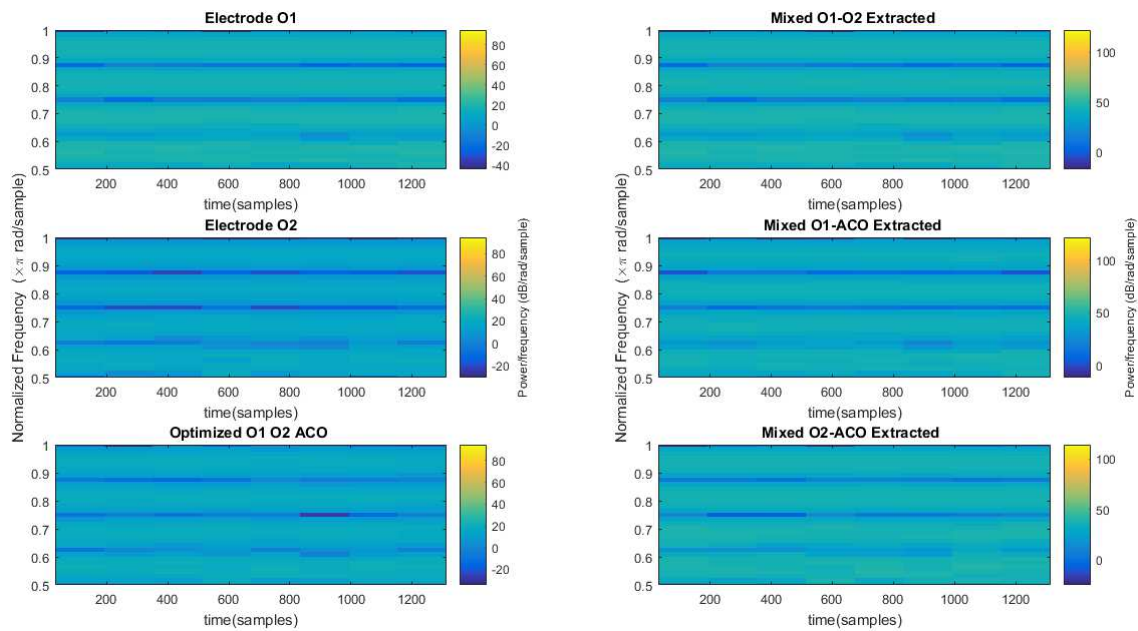 Electrode O1
1
0.9
0.8
0.7
0.6
0.5
200 400 600 800 1000 1200
time(samples)
80
60
40
20
0
-20
-40
Electrode O2
1
0.9
0.8
0.7
0.6
0.5
200 400 600 800 1000 1200
time(samples)
80
60
40
20
0
-20
Optimized O1 O2 ACO
1
0.9
0.8
0.7
0.6
0.5
200 400 600 800 1000 1200
time(samples)
80
60
40
20
0
-20
Normalized Frequency (×π rad/sample)
Power/frequency (dB/rad/sample)
Mixed O1-O2 Extracted
1
0.9
0.8
0.7
0.6
0.5
200 400 600 800 1000 1200
time(samples)
100
50
0
Mixed O1-ACO Extracted
1
0.9
0.8
0.7
0.6
0.5
200 400 600 800 1000 1200
time(samples)
100
50
0
Mixed O2-ACO Extracted
1
0.9
0.8
0.7
0.6
0.5
200 400 600 800 1000 1200
time(samples)
100
50
0
Normalized Frequency (×π rad/sample)
Power/frequency (dB/rad/sample)